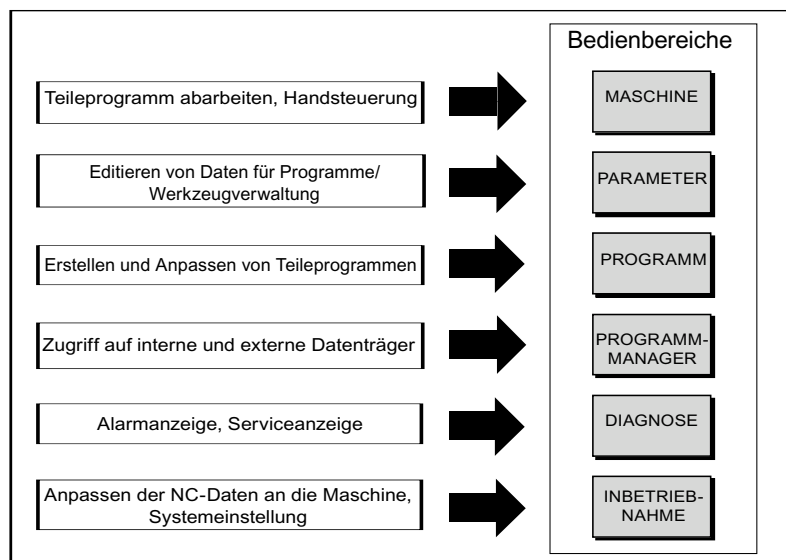 Bedienbereiche
Teileprogramm abarbeiten, Handsteuerung
MASCHINE
Editieren von Daten für Programme/
Werkzeugverwaltung
PARAMETER
Erstellen und Anpassen von Teileprogrammen
PROGRAMM
Zugriff auf interne und externe Datenträger
PROGRAMM-
MANAGER
Alarmanzeige, Serviceanzeige
DIAGNOSE
Anpassen der NC-Daten an die Maschine,
Systemeinstellung
INBETRIEB-
NAHME